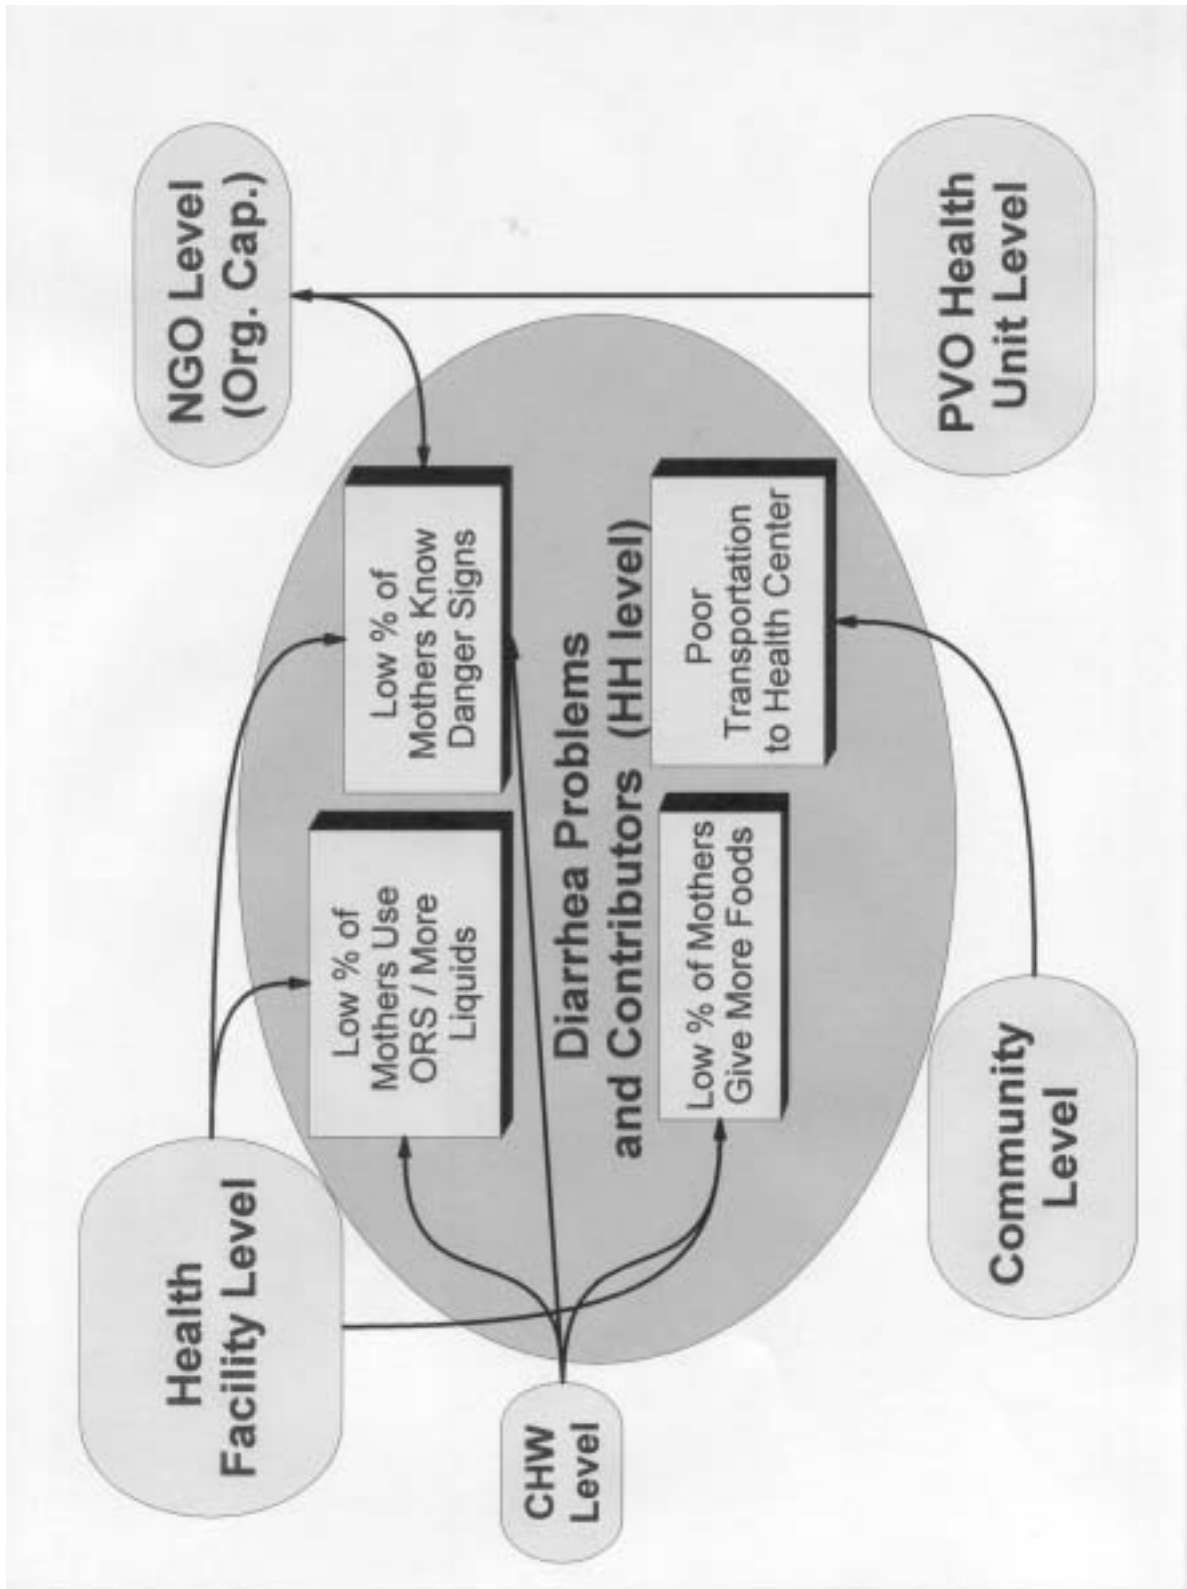 Health
Facility Level
NGO Level
(Org. Cap.)
Low % of
Mothers Use
ORS / More
Liquids
Low % of
Mothers Know
Danger Signs
CHW
Level
Diarrhea Problems
and Contributors (HH level)
Low % of Mothers
Give More Foods
Poor
Transportation
to Health Center
Community
Level
PVO Health
Unit Level